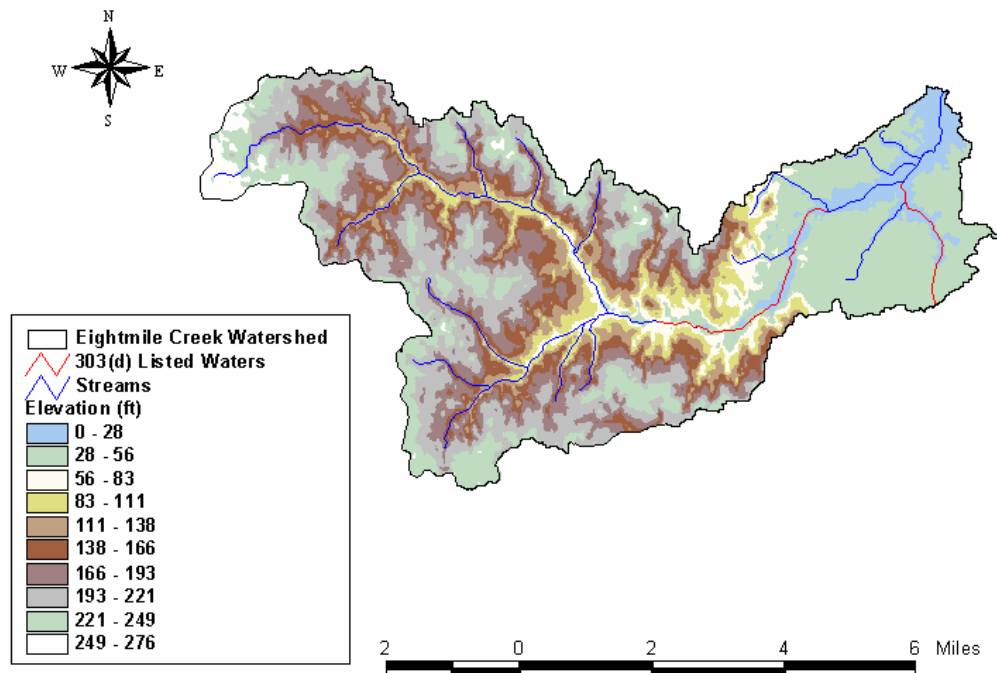 N
W E
S
Eightmile Creek Watershed
303(d) Listed Waters
Streams
Elevation (ft)
0 - 28
28 - 56
56 - 83
83 - 111
111 - 138
138 - 166
166 - 193
193 - 221
221 - 249
249 - 276
2 0 2 4 6 Miles